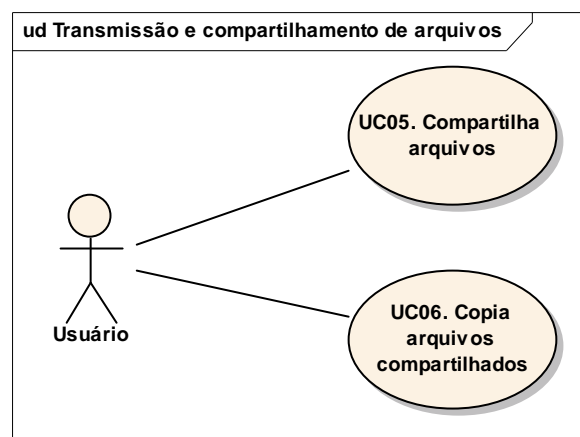 ud Transmissão e compartilhamento de arquivos
UC05. Compartilha
arquivos
Usuário
UC06. Copia
arquivos
compartilhados